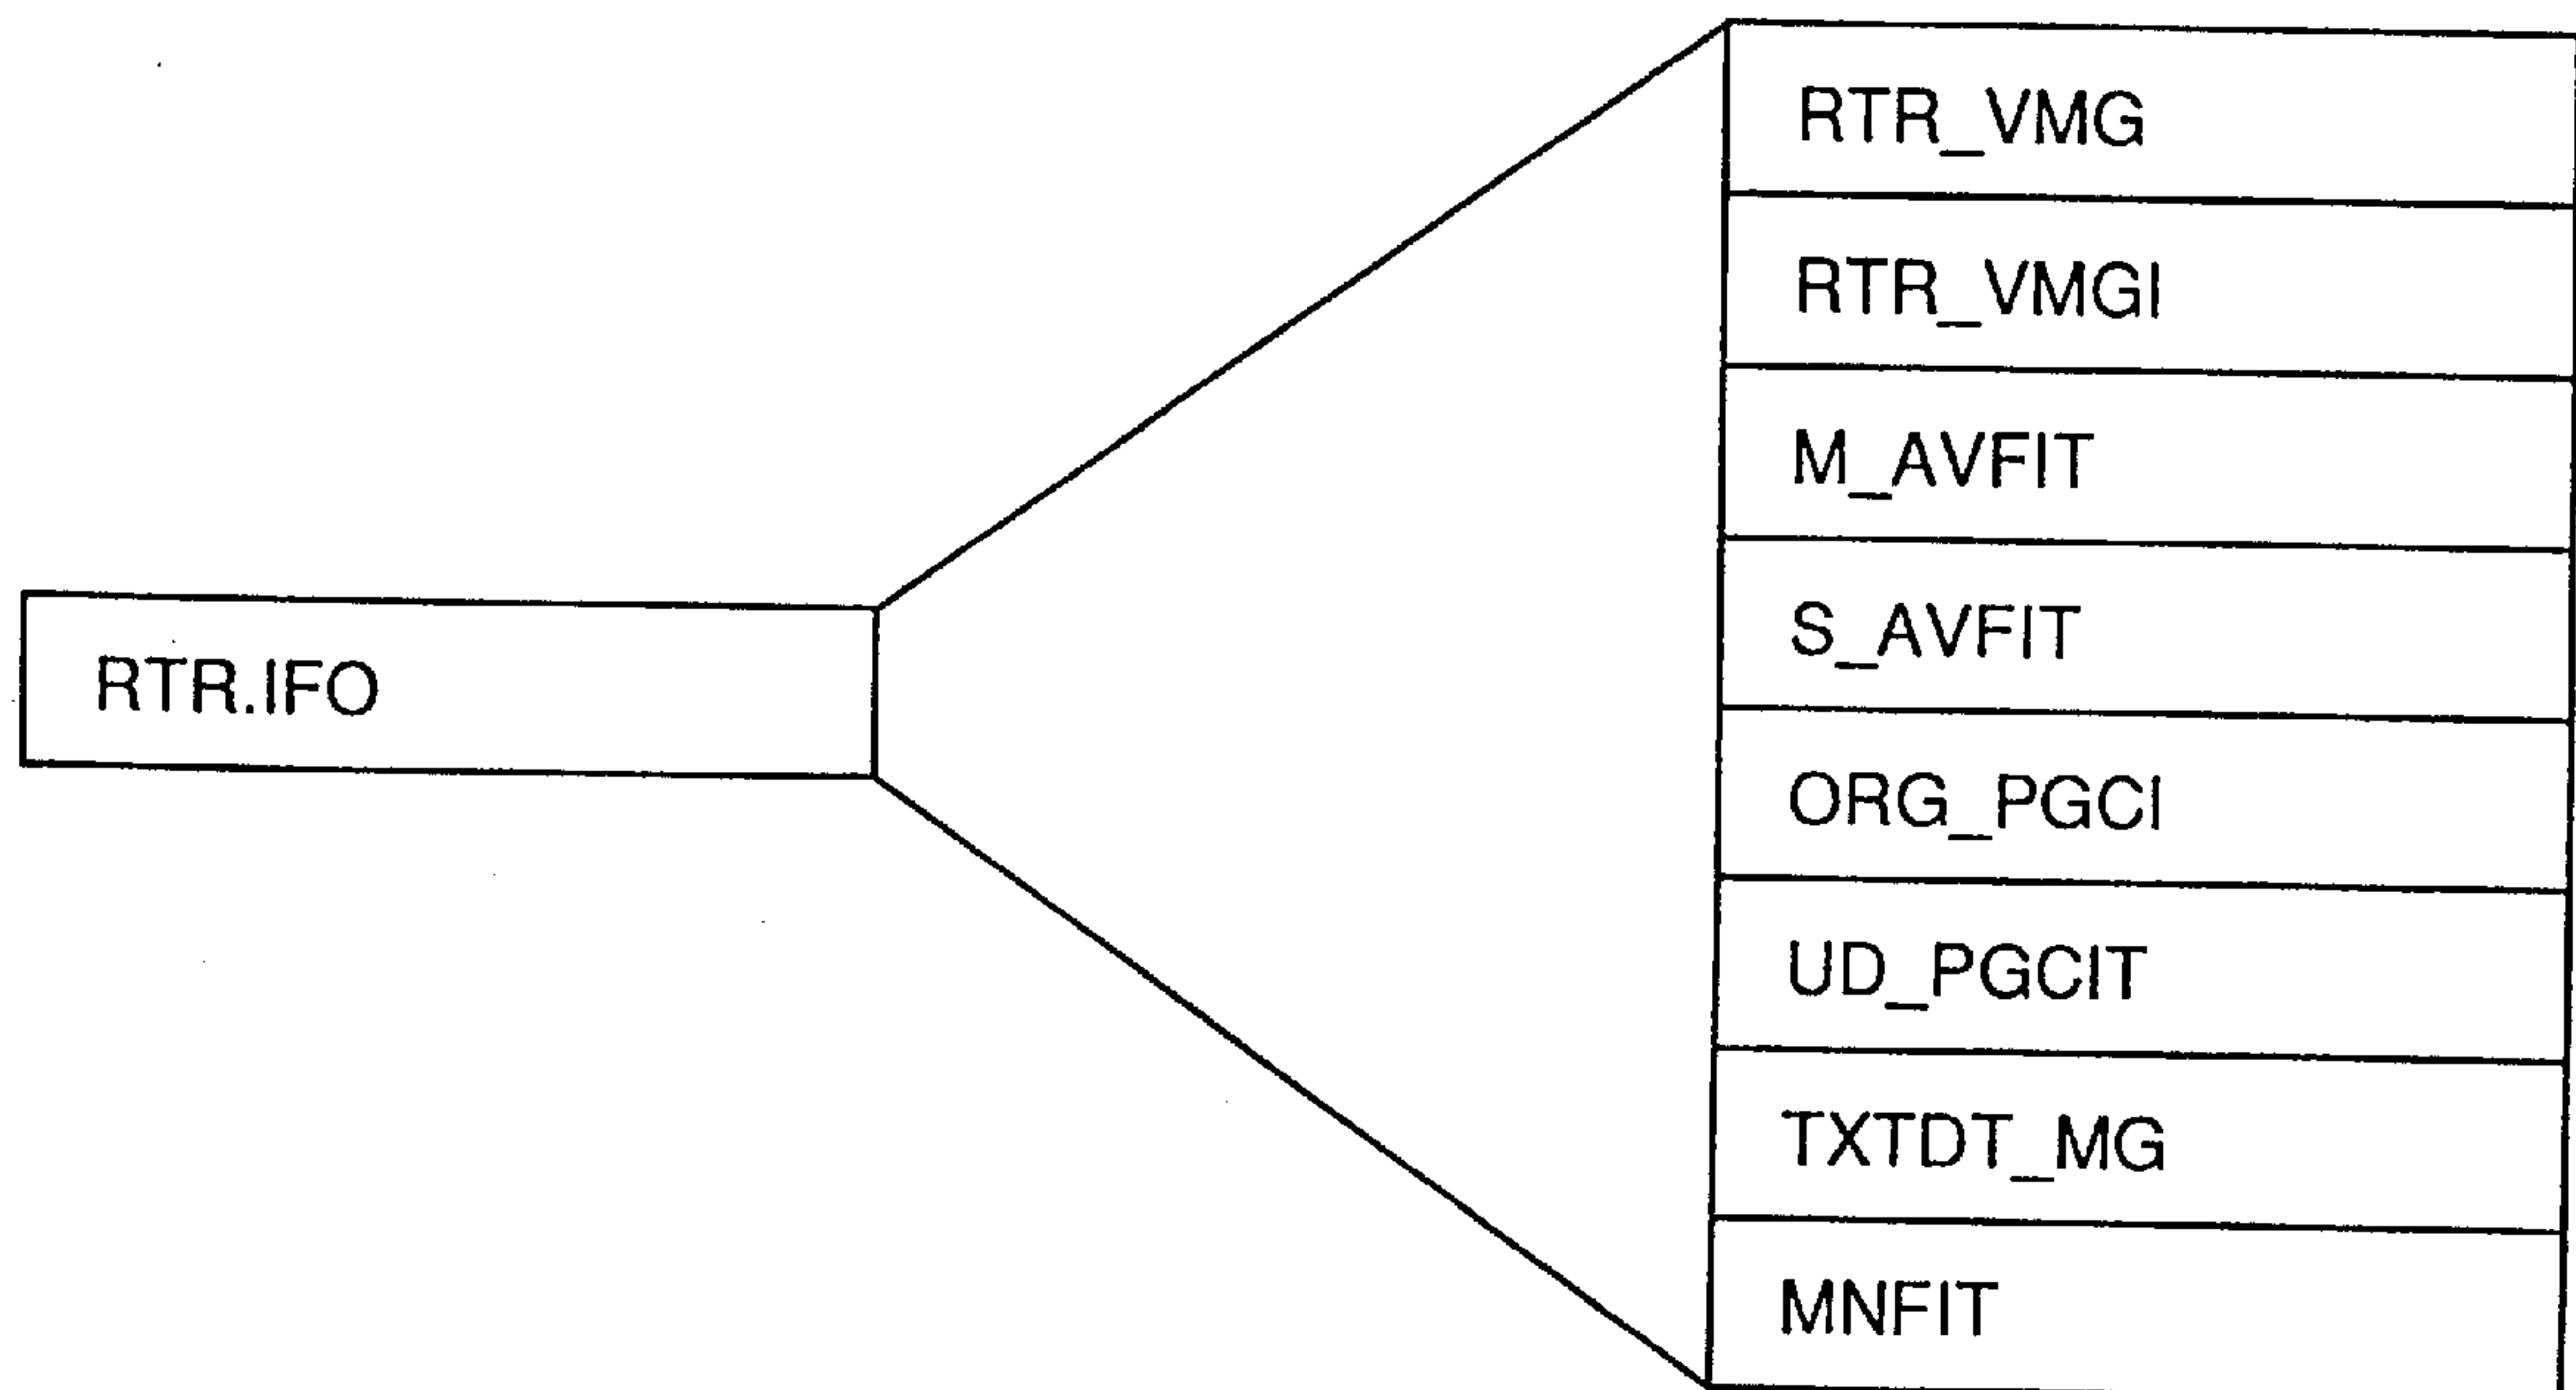 RTR_VMG
RTR_VMGI
M_AVFIT
S_AVFIT
RTR.IFO
ORG_PGCI
UD_PGCIT
TXTDT_MG
MNFIT